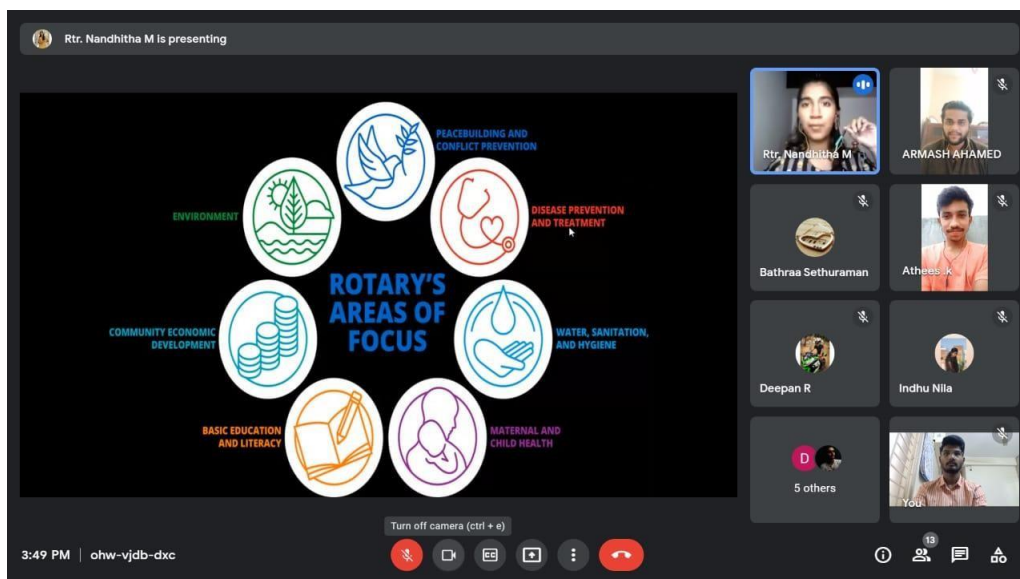 Rtr. Nandhitha M is presenting
PEACEBUILDING AND
CONFLICT PREVENTION
DISEASE PREVENTION
AND TREATMENT
WATER, SANITATION,
AND HYGIENE
MATERNAL AND
CHILD HEALTH
BASIC EDUCATION
AND LITERACY
COMMUNITY ECONOMIC
DEVELOPMENT
ENVIRONMENT
ROTARY'S
AREAS OF
FOCUS
Rtr. Nandhitha M
ARMASH AHAMED
Bathraa Sethuraman
Athees .k
Deepan R
Indhu Nila
D
5 others
You
Turn off camera (ctrl + e)
3:49 PM | ohw-vjdb-dxc
CC
13